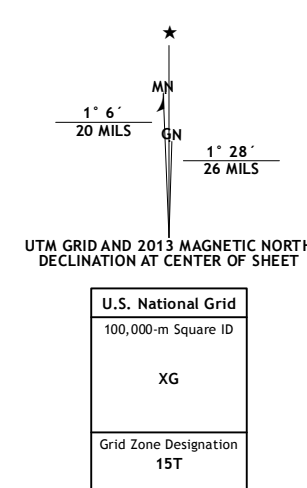 ★
MN
1° 6´
20 MILS
GN
1° 28´
26 MILS
UTM GRID AND 2013 MAGNETIC NORTH
DECLINATION AT CENTER OF SHEET
U.S. National Grid
100,000-m Square ID
XG
Grid Zone Designation
15T